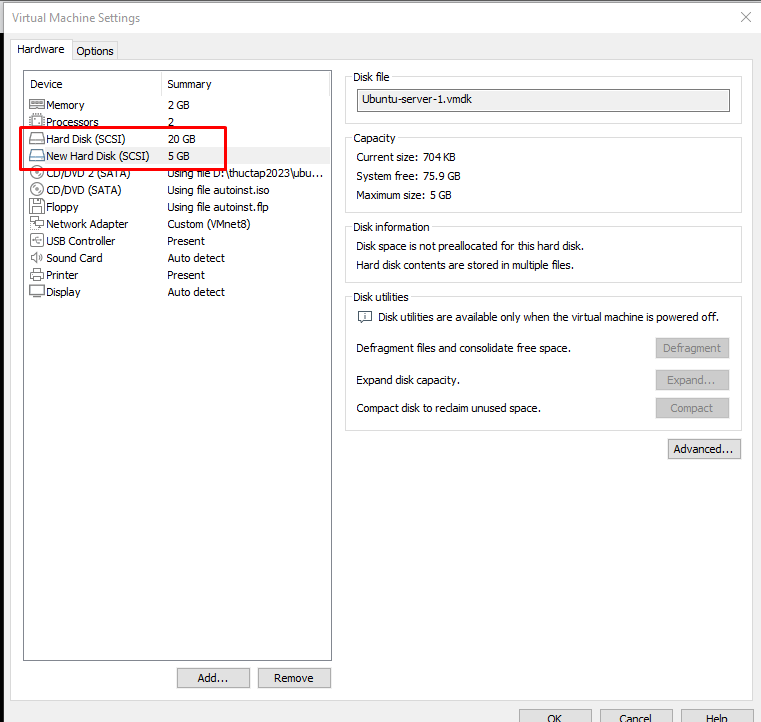 Virtual Machine Settings
Hardware Options
Device Summary
Memory 2 GB
Processors 2
Hard Disk (SCSI) 20 GB
New Hard Disk (SCSI) 5 GB
CD/DVD 2 (SATA) Using file D:\thuctap2023\ubu...
CD/DVD (SATA) Using file autoinst.iso
Floppy Using file autoinst.flp
Network Adapter Custom (VMnet8)
USB Controller Present
Sound Card Auto detect
Printer Present
Display Auto detect
Add... Remove
Disk file
Ubuntu-server-1.vmdk
Capacity
Current size: 704 KB
System free: 75.9 GB
Maximum size: 5 GB
Disk information
Disk space is not preallocated for this hard disk.
Hard disk contents are stored in multiple files.
Disk utilities
Disk utilities are available only when the virtual machine is powered off.
Defragment files and consolidate free space. Defragment
Expand disk capacity. Expand...
Compact disk to reclaim unused space. Compact
Advanced...
OK Cancel Help